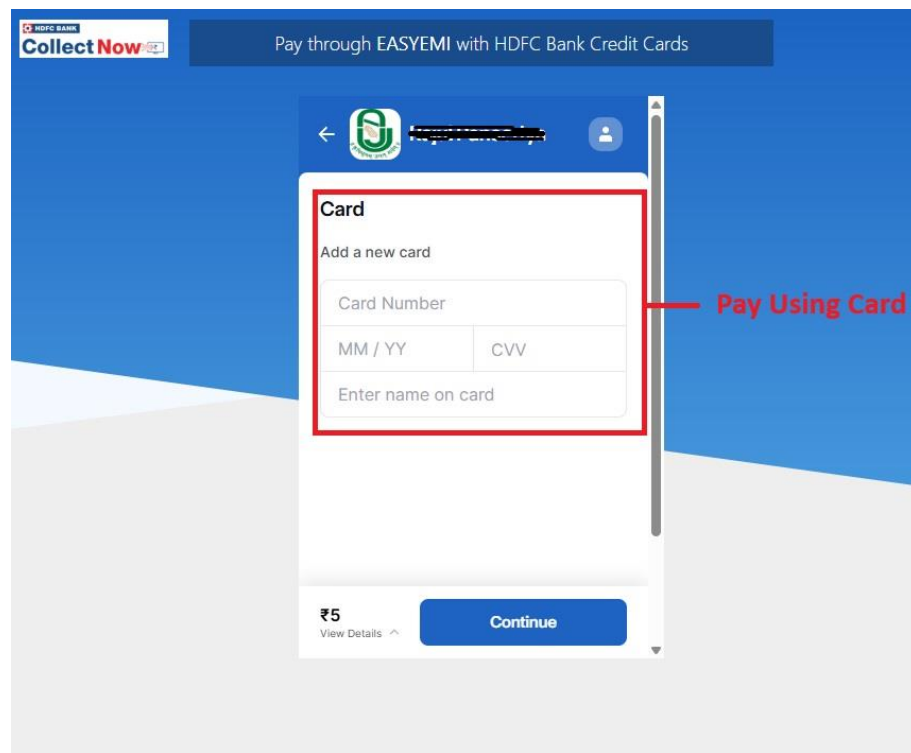 HDFC BANK
Collect Now
Pay through EASYEMI with HDFC Bank Credit Cards
Card
Add a new card
Card Number
MM / YY CVV
Enter name on card
Pay Using Card
₹5
View Details
Continue